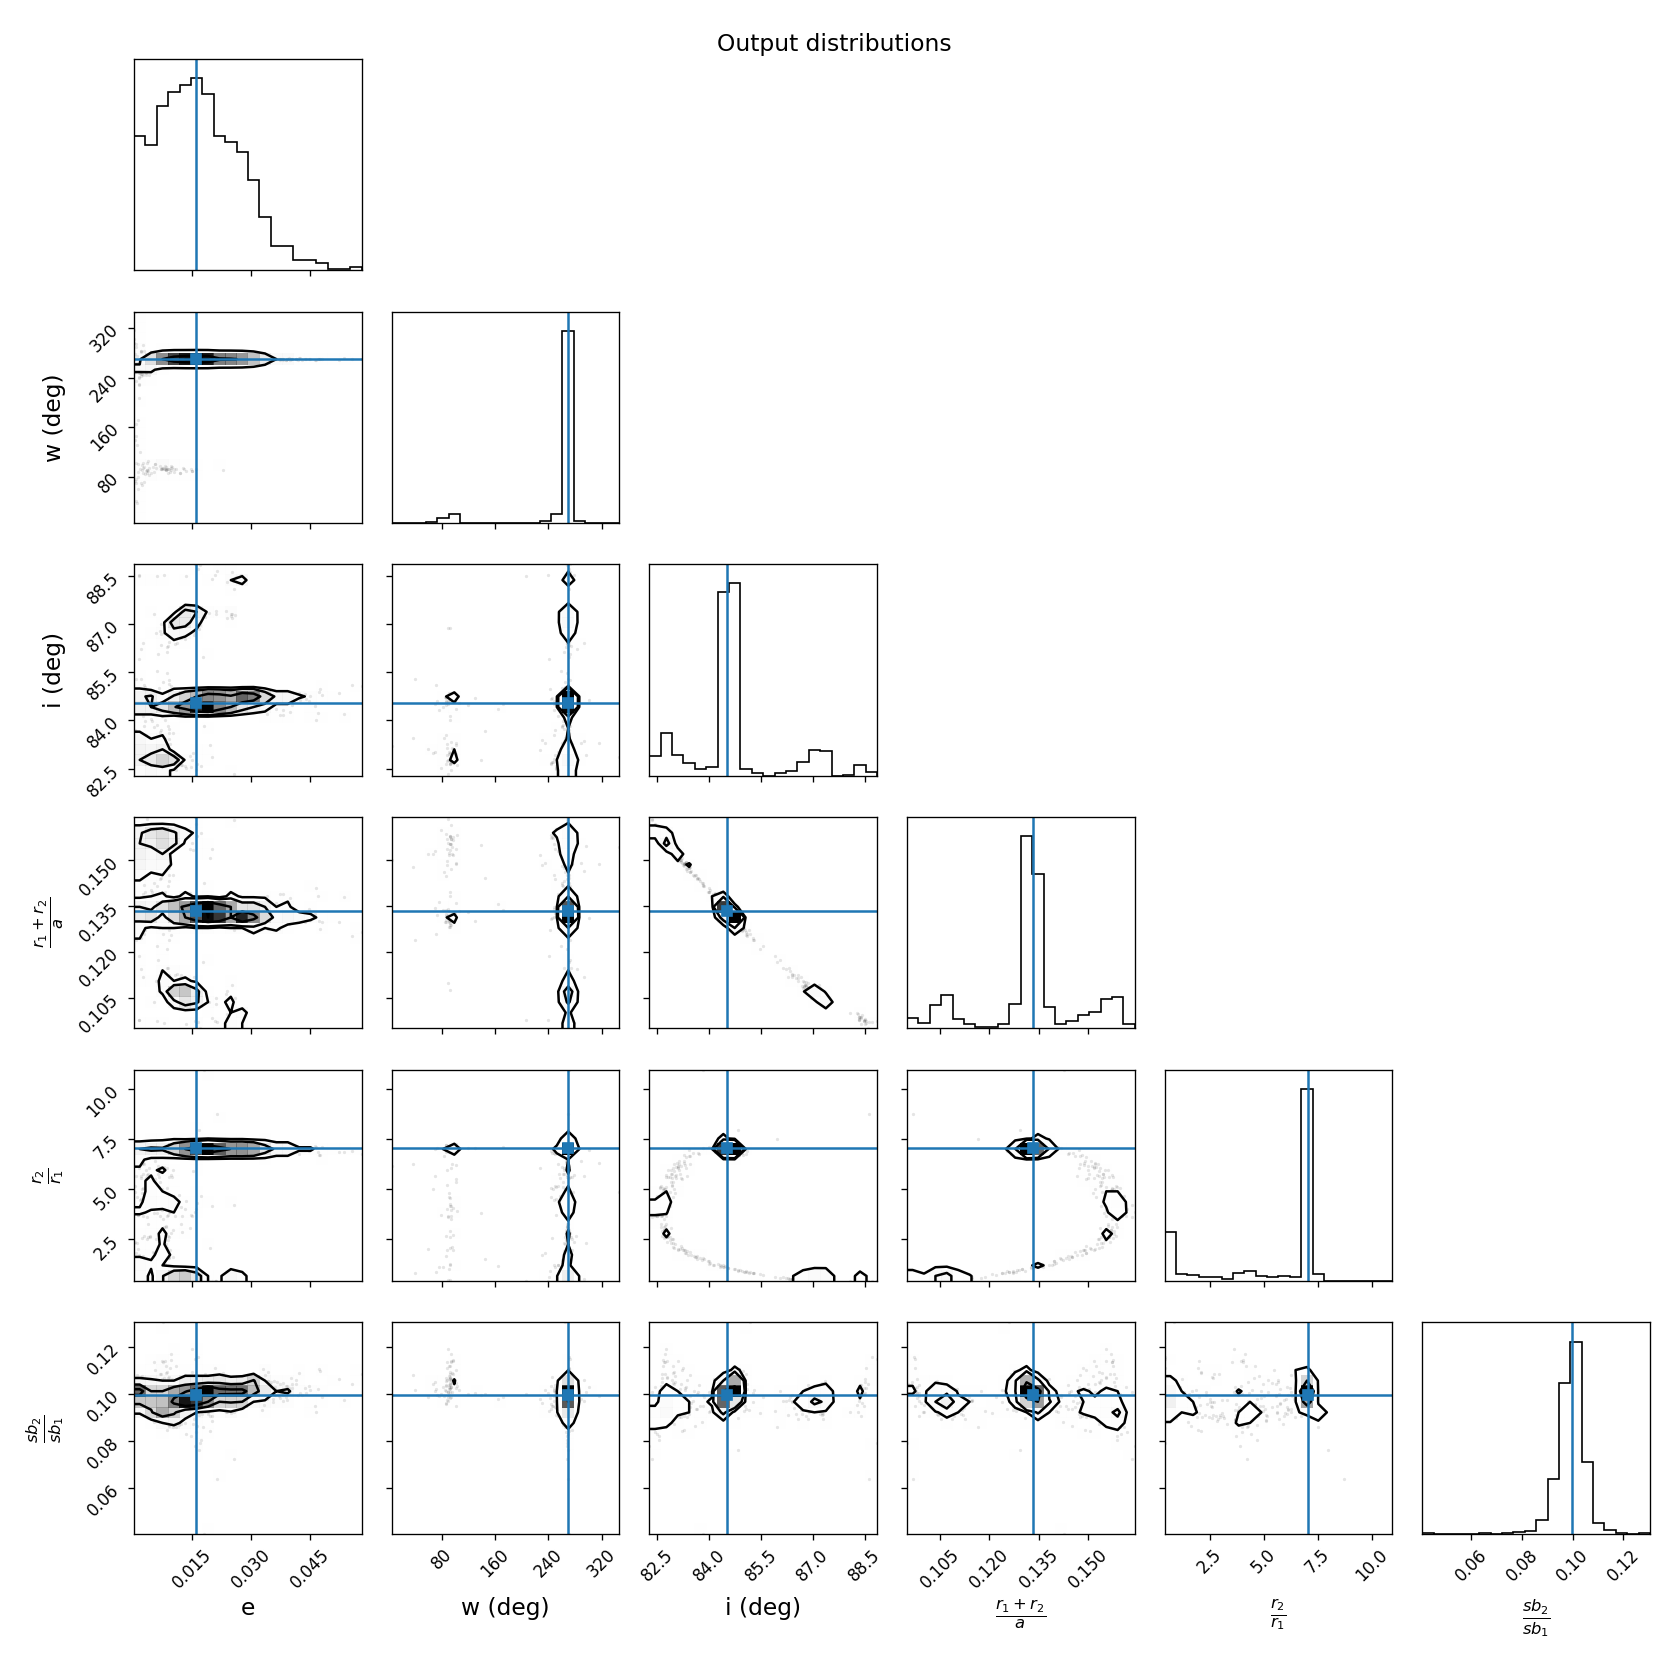 Output distributions
w (deg)
320
240
160
80
i (deg)
88.5
87.0
85.5
84.0
82.5
r₁ + r₂
a
0.150
0.135
0.120
0.105
r₂
r₁
10.0
7.5
5.0
2.5
sb₂
sb₁
0.12
0.10
0.08
0.06
0.015 0.030 0.045
80 160 240 320
82.5 84.0 85.5 87.0 88.5
0.105 0.120 0.135 0.150
2.5 5.0 7.5 10.0
0.06 0.08 0.10 0.12
e
w (deg)
i (deg)
r₁ + r₂
a
r₂
r₁
sb₂
sb₁